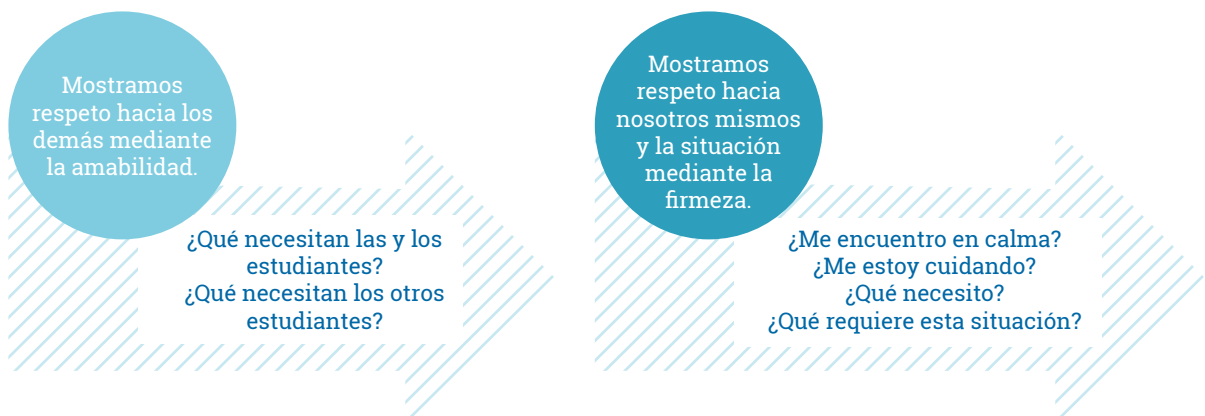 Mostramos
respeto hacia los
demás mediante
la amabilidad.
¿Qué necesitan las y los
estudiantes?
¿Qué necesitan los otros
estudiantes?
Mostramos
respeto hacia
nosotros mismos
y la situación
mediante la
firmeza.
¿Me encuentro en calma?
¿Me estoy cuidando?
¿Qué necesito?
¿Qué requiere esta situación?